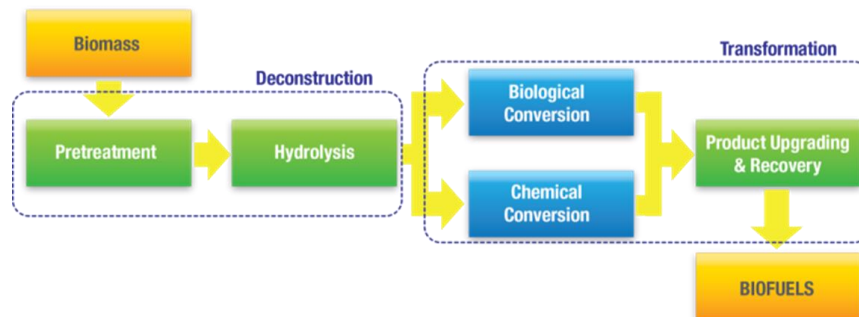 Biomass
Deconstruction
Transformation
Pretreatment
Hydrolysis
Biological
Conversion
Chemical
Conversion
Product Upgrading
& Recovery
BIOFUELS